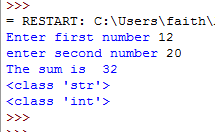 >>>
= RESTART: C:\Users\faith\.
Enter first number 12
enter second number 20
The sum is  32
<class 'str'>
<class 'int'>
>>>